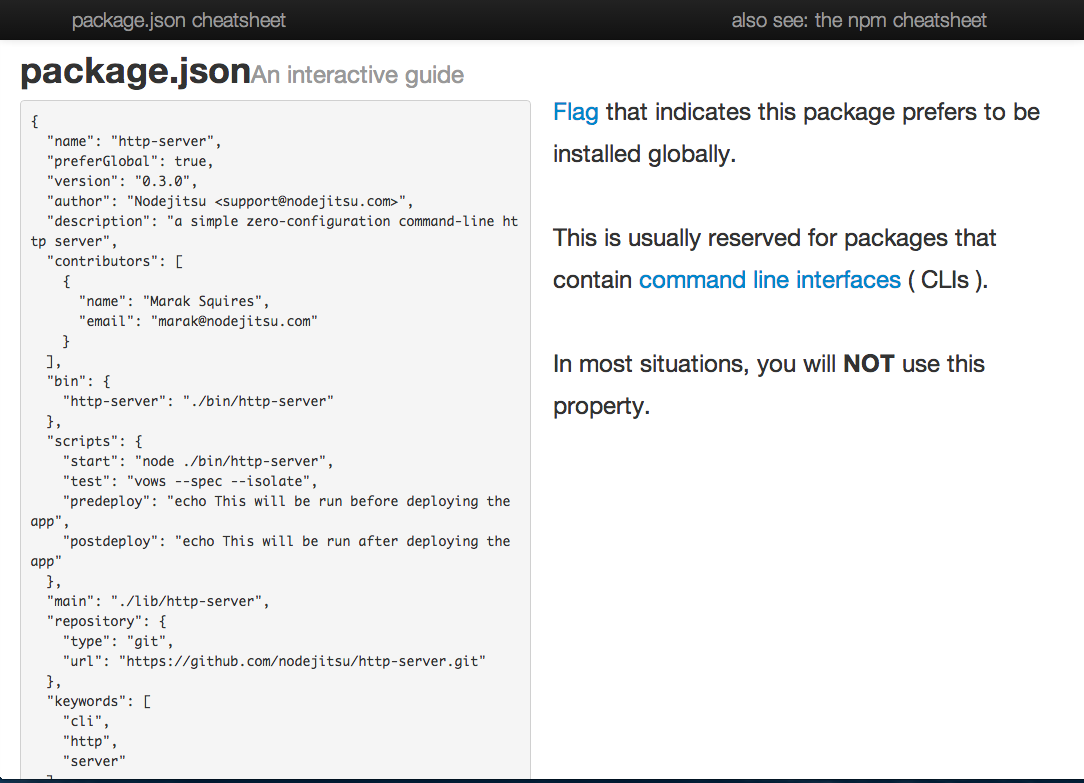 package.json cheatsheet
also see: the npm cheatsheet
package.json An interactive guide
{
  "name": "http-server",
  "preferGlobal": true,
  "version": "0.3.0",
  "author": "Nodejitsu <support@nodejitsu.com>",
  "description": "a simple zero-configuration command-line ht
tp server",
  "contributors": [
    {
      "name": "Marak Squires",
      "email": "marak@nodejitsu.com"
    }
  ],
  "bin": {
    "http-server": "./bin/http-server"
  },
  "scripts": {
    "start": "node ./bin/http-server",
    "test": "vows --spec --isolate",
    "predeploy": "echo This will be run before deploying the
app",
    "postdeploy": "echo This will be run after deploying the
app"
  },
  "main": "./lib/http-server",
  "repository": {
    "type": "git",
    "url": "https://github.com/nodejitsu/http-server.git"
  },
  "keywords": [
    "cli",
    "http",
    "server"
Flag that indicates this package prefers to be
installed globally.
This is usually reserved for packages that
contain command line interfaces ( CLIs ).
In most situations, you will NOT use this
property.